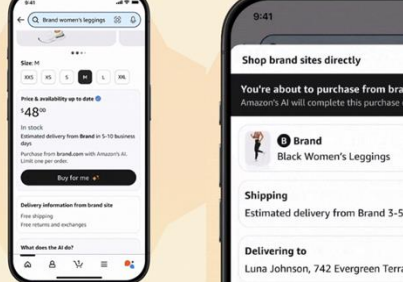 9:41
Brand women's leggings
Size: M
XXS XS S M L XXL
Price & availability up to date
$4800
In stock
Estimated delivery from Brand in 5-10 business
days
Purchase from brand.com with Amazon's AI.
Limit one per order.
Buy for me
Delivery information from brand site
Free shipping
Free returns and exchanges
What does the AI do?
9:41
Shop brand sites directly
You're about to purchase from bra
Amazon's AI will complete this purchase
B Brand
Black Women's Leggings
Shipping
Estimated delivery from Brand 3-5
Delivering to
Luna Johnson, 742 Evergreen Terra